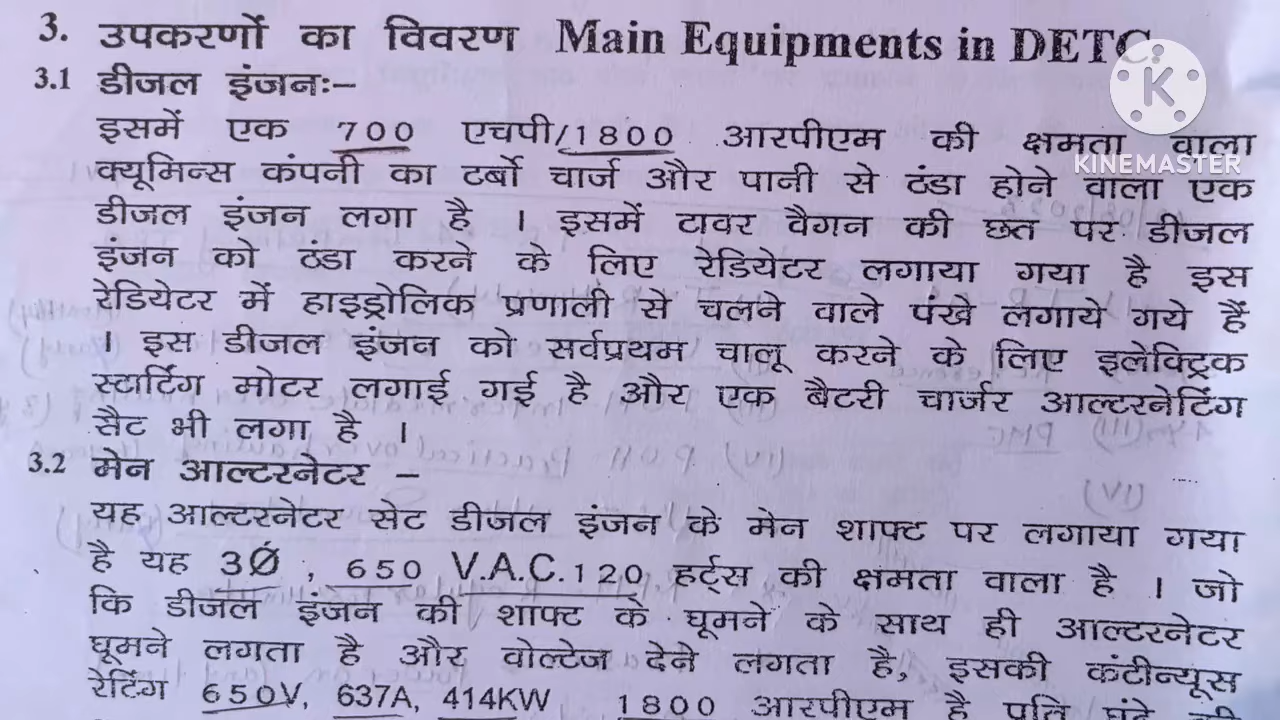 3. उपकरणों का विवरण Main Equipments in DETC
3.1 डीजल इंजनः–
इसमें एक 700 एचपी/1800 आरपीएम की क्षमता वाला
क्यूमिन्स कंपनी का टर्बो चार्ज और पानी से ठंडा होने वाला एक
डीजल इंजन लगा है । इसमें टावर वैगन की छत पर डीजल
इंजन को ठंडा करने के लिए रेडियेटर लगाया गया है इस
रेडियेटर में हाइड्रोलिक प्रणाली से चलने वाले पंखे लगाये गये हैं
। इस डीजल इंजन को सर्वप्रथम चालू करने के लिए इलेक्ट्रिक
स्टार्टिंग मोटर लगाई गई है और एक बैटरी चार्जर आल्टरनेटिंग
सैट भी लगा है ।
3.2 मेन आल्टरनेटर –
यह आल्टरनेटर सेट डीजल इंजन के मेन शाफ्ट पर लगाया गया
है यह 3Ø , 650 V.A.C.120 हर्ट्स की क्षमता वाला है । जो
कि डीजल इंजन की शाफ्ट के घूमने के साथ ही आल्टरनेटर
घूमने लगता है और वोल्टेज देने लगता है, इसकी कंटीन्यूस
रेटिंग 650V, 637A, 414KW 1800 आरपीएम है प्रति घंटे
K
KINEMASTER